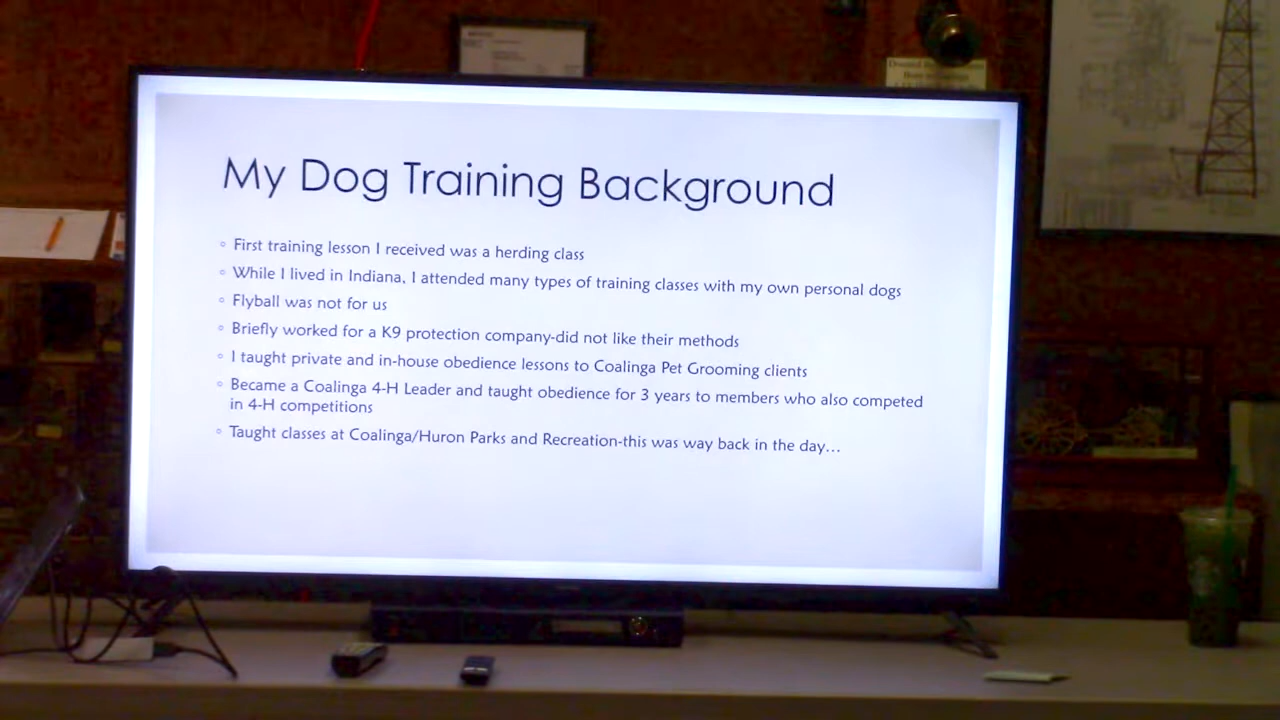 My Dog Training Background
◦ First training lesson I received was a herding class
◦ While I lived in Indiana, I attended many types of training classes with my own personal dogs
◦ Flyball was not for us
◦ Briefly worked for a K9 protection company-did not like their methods
◦ I taught private and in-house obedience lessons to Coalinga Pet Grooming clients
◦ Became a Coalinga 4-H Leader and taught obedience for 3 years to members who also competed
in 4-H competitions
◦ Taught classes at Coalinga/Huron Parks and Recreation-this was way back in the day…